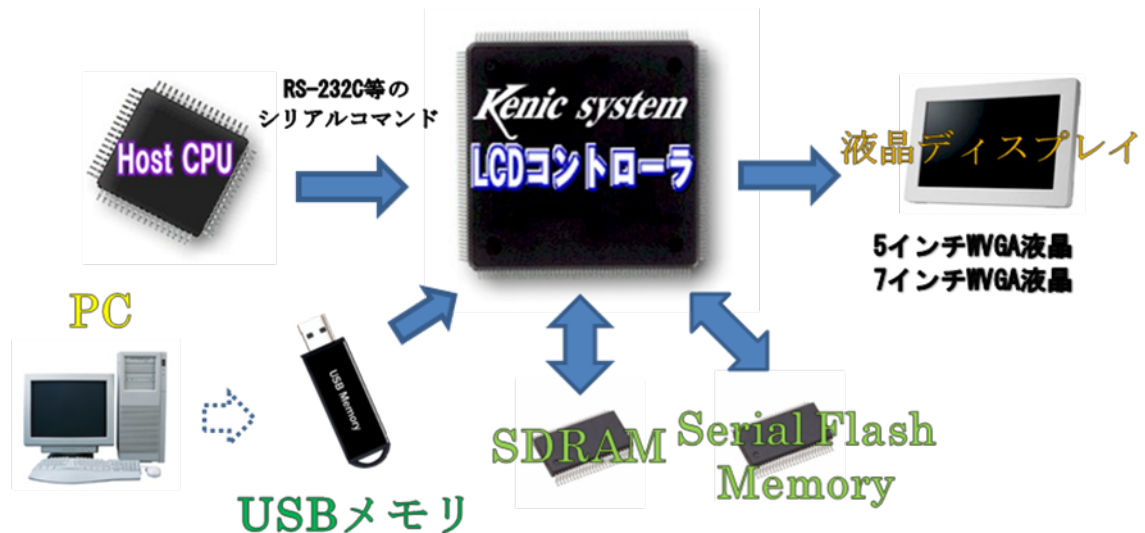 RS-232C等の
シリアルコマンド
Host CPU
Kenic system
LCDコントローラ
液晶ディスプレイ
5インチWVGA液晶
7インチWVGA液晶
PC
USB Memory
USBメモリ
SDRAM
Serial Flash
Memory